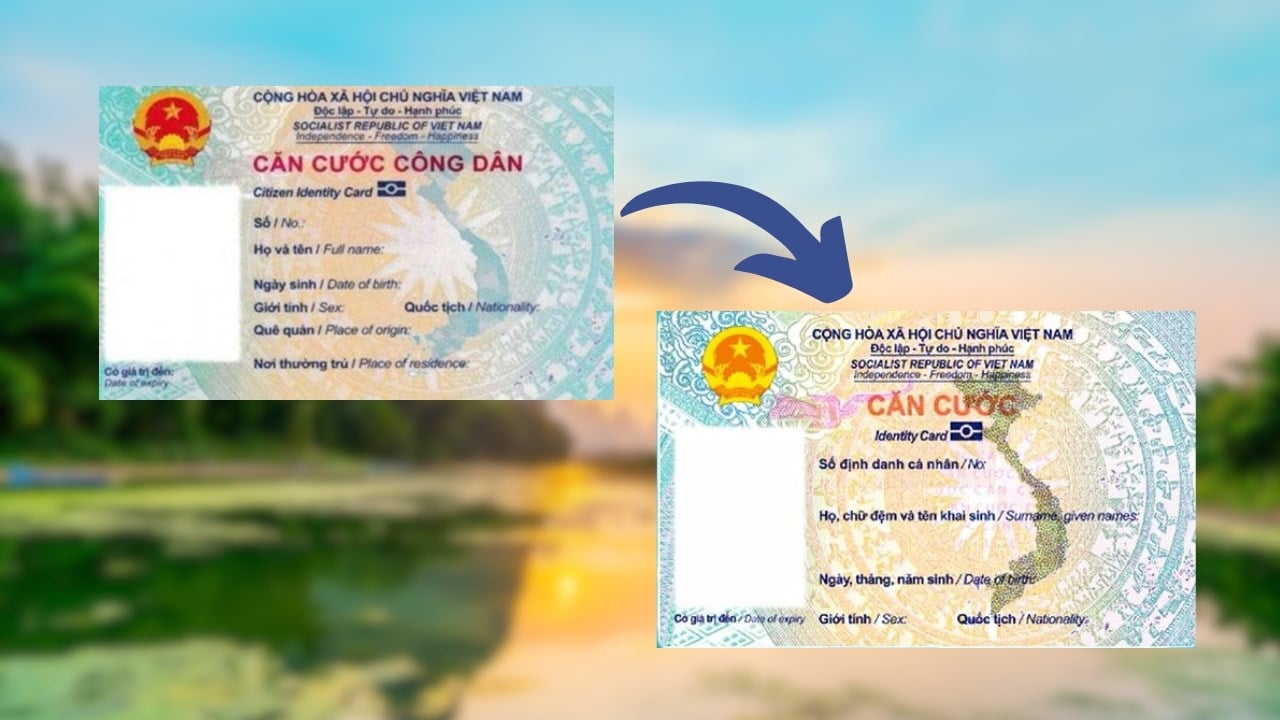 CỘNG HÒA XÃ HỘI CHỦ NGHĨA VIỆT NAM
Độc lập - Tự do - Hạnh phúc
SOCIALIST REPUBLIC OF VIET NAM
Independence - Freedom - Happiness
CĂN CƯỚC CÔNG DÂN
Citizen Identity Card
Số / No.:
Họ và tên / Full name:
Ngày sinh / Date of birth:
Giới tính / Sex: Quốc tịch / Nationality:
Quê quán / Place of origin:
Nơi thường trú / Place of residence:
Có giá trị đến:
Date of expiry
CỘNG HÒA XÃ HỘI CHỦ NGHĨA VIỆT NAM
Độc lập - Tự do - Hạnh phúc
SOCIALIST REPUBLIC OF VIET NAM
Independence - Freedom - Happiness
CĂN CƯỚC
Identity Card
Số định danh cá nhân / No:
Họ, chữ đệm và tên khai sinh / Surname, given names:
Ngày, tháng, năm sinh / Date of birth:
Giới tính / Sex: Quốc tịch / Nationality:
Có giá trị đến / Date of expiry